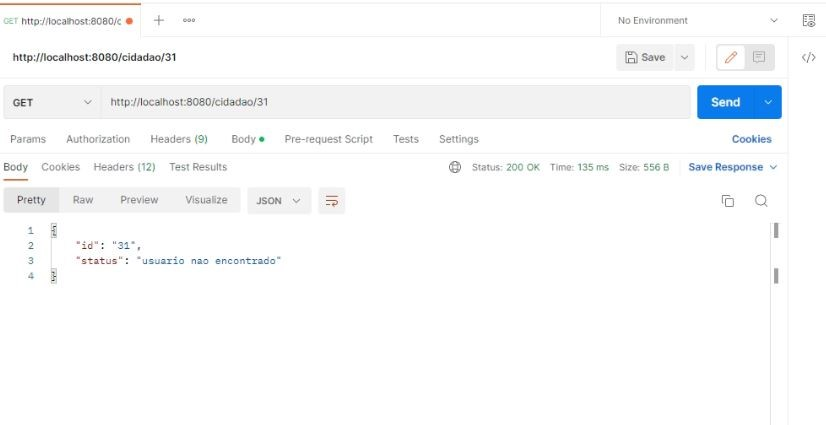 GET http://localhost:8080/c
No Environment
http://localhost:8080/cidadao/31
Save
GET http://localhost:8080/cidadao/31 Send
Params Authorization Headers (9) Body Pre-request Script Tests Settings Cookies
Body Cookies Headers (12) Test Results Status: 200 OK Time: 135 ms Size: 556 B Save Response
Pretty Raw Preview Visualize JSON
1 {
2 "id": "31",
3 "status": "usuario nao encontrado"
4 }